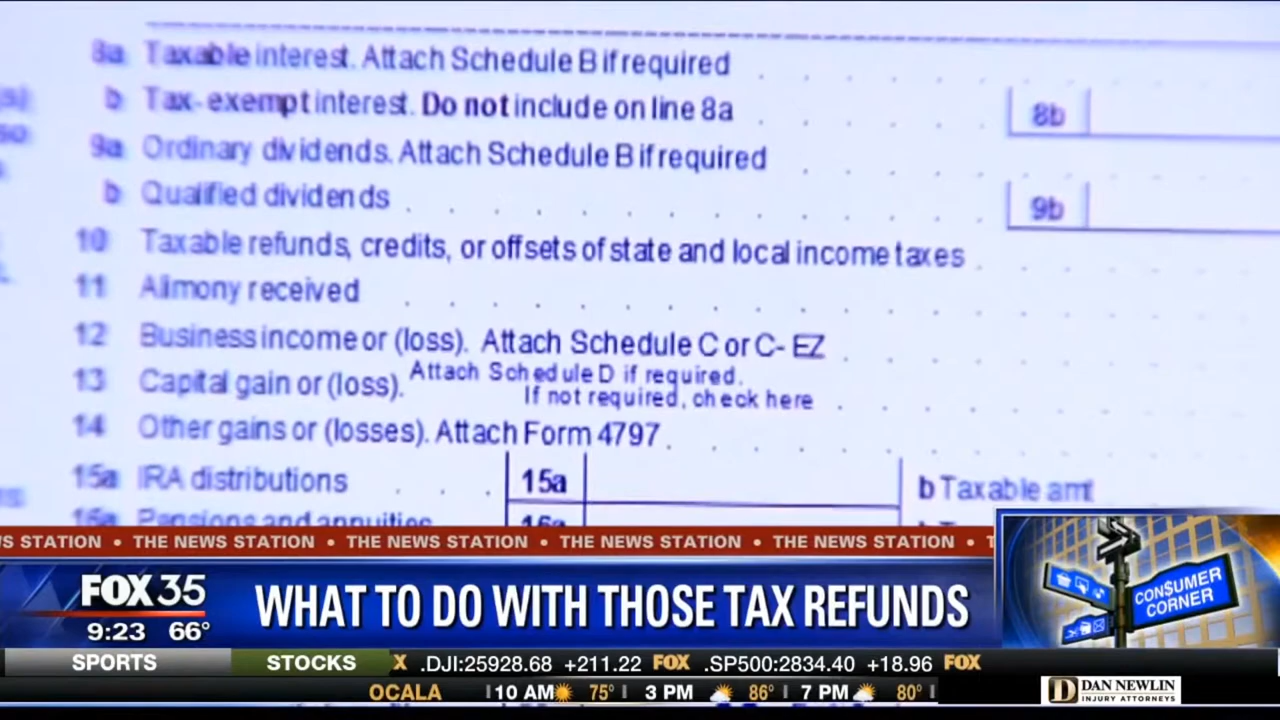 8a Taxable interest. Attach Schedule B if required
b Tax-exempt interest. Do not include on line 8a
8b
9a Ordinary dividends. Attach Schedule B if required
b Qualified dividends
9b
10 Taxable refunds, credits, or offsets of state and local income taxes
11 Alimony received
12 Business income or (loss). Attach Schedule C or C-EZ
13 Capital gain or (loss). Attach Schedule D if required.
If not required, check here
14 Other gains or (losses). Attach Form 4797
15a IRA distributions 15a b Taxable amt
16a Pensions and annuities 16a
S STATION • THE NEWS STATION • THE NEWS STATION • THE NEWS STATION • THE NEWS STATION •
FOX 35
WHAT TO DO WITH THOSE TAX REFUNDS
CON$UMER
CORNER
9:23 66°
SPORTS STOCKS X .DJI:25928.68 +211.22 FOX .SP500:2834.40 +18.96 FOX
OCALA 10 AM 75° 3 PM 86° 7 PM 80°
DAN NEWLIN
INJURY ATTORNEYS